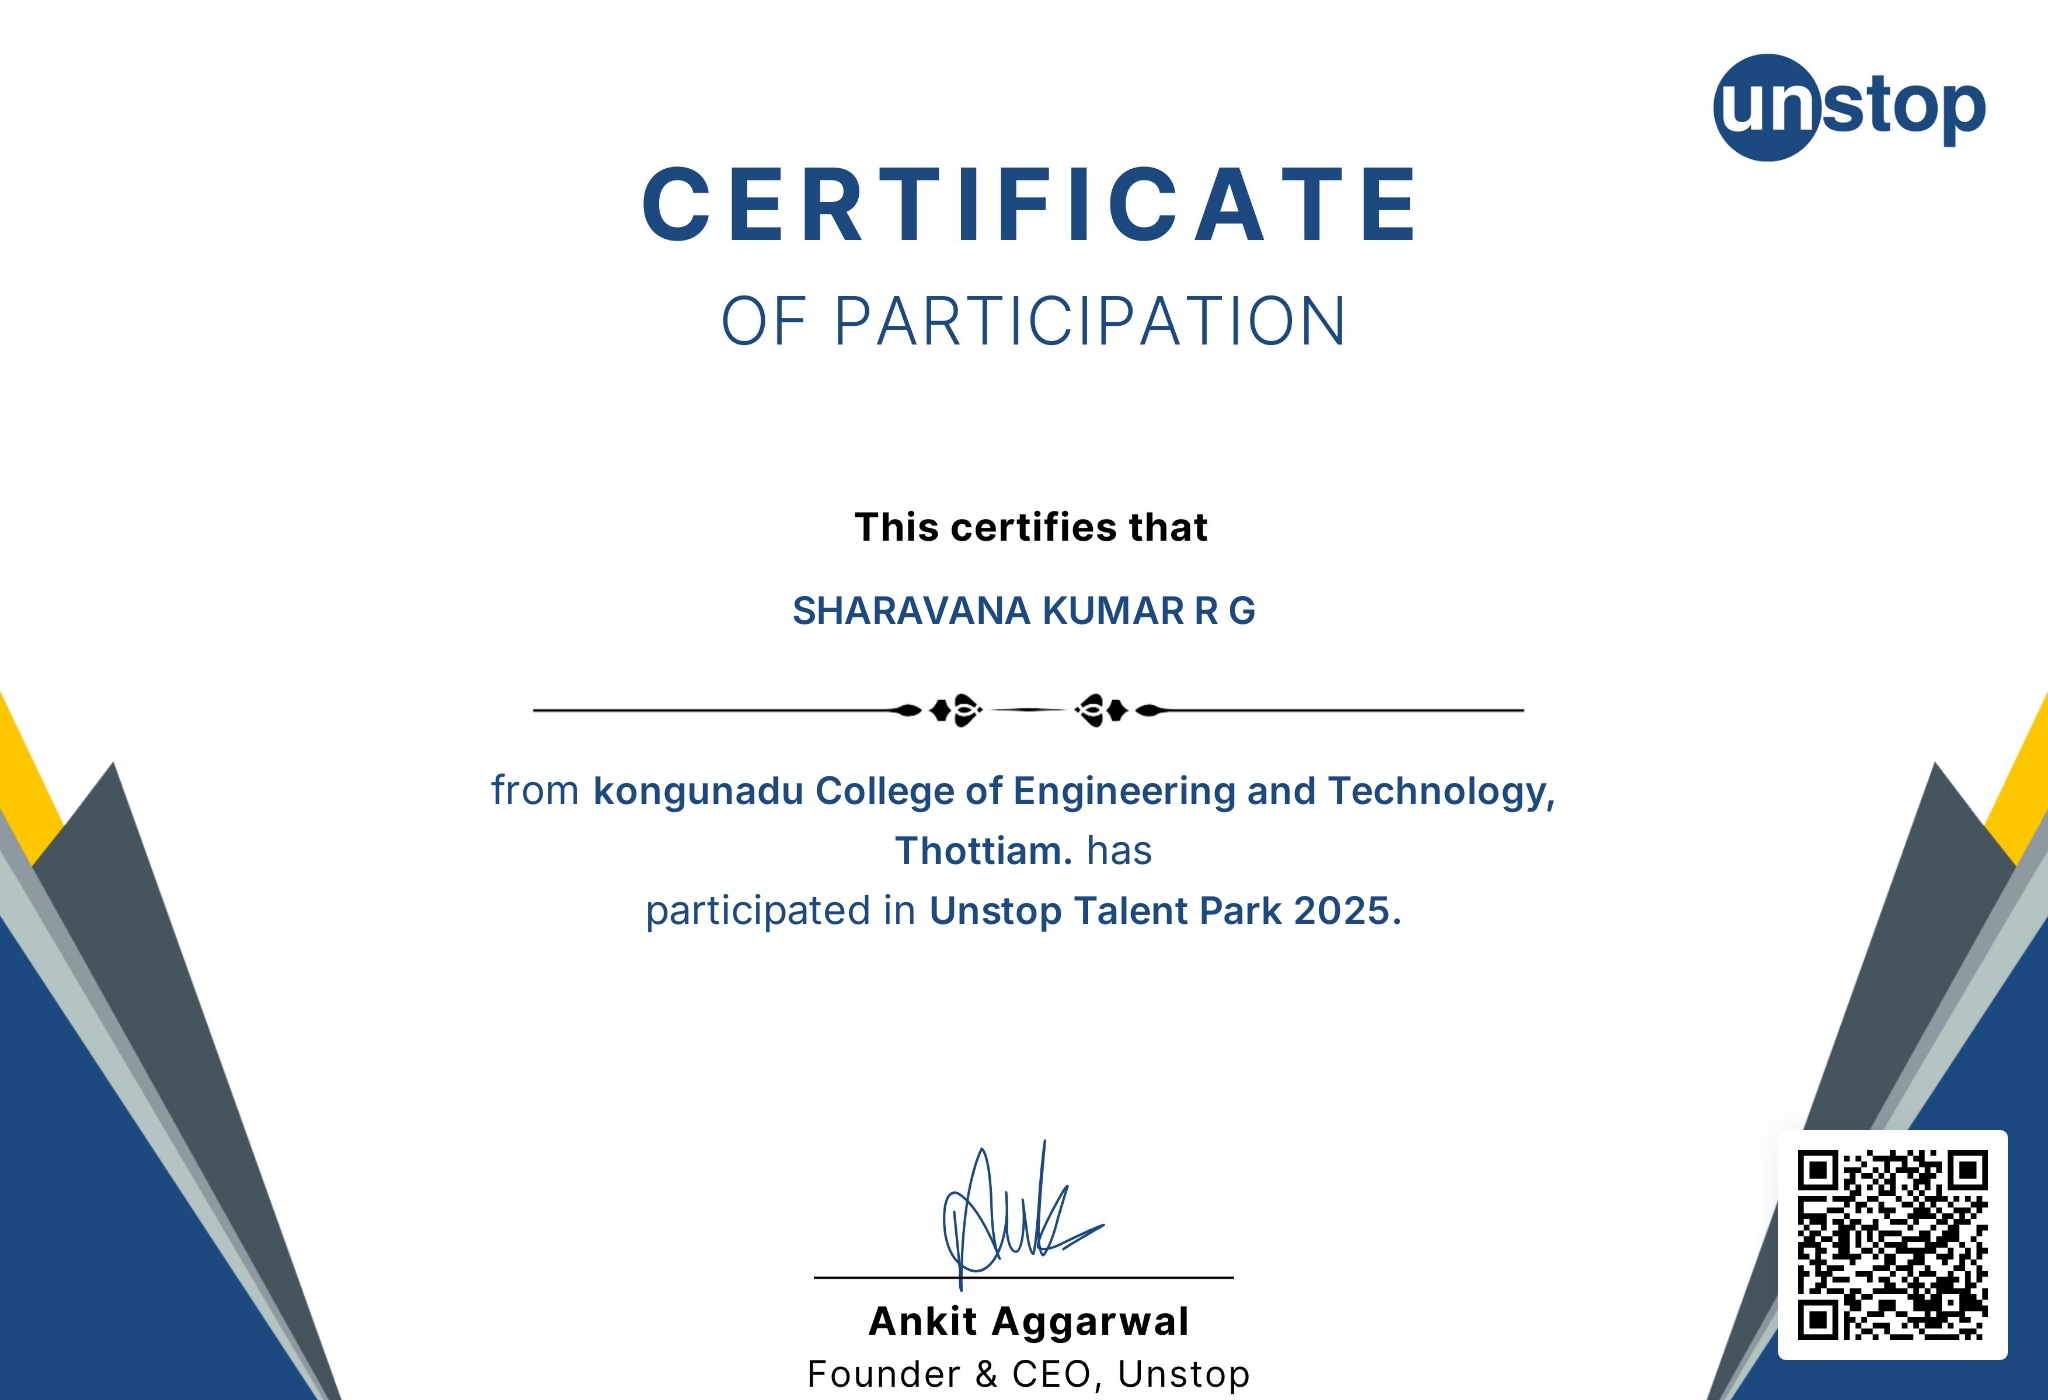 unstop
CERTIFICATE
OF PARTICIPATION
This certifies that
SHARAVANA KUMAR R G
from kongunadu College of Engineering and Technology,
Thottiam. has
participated in Unstop Talent Park 2025.
Ankit Aggarwal
Founder & CEO, Unstop